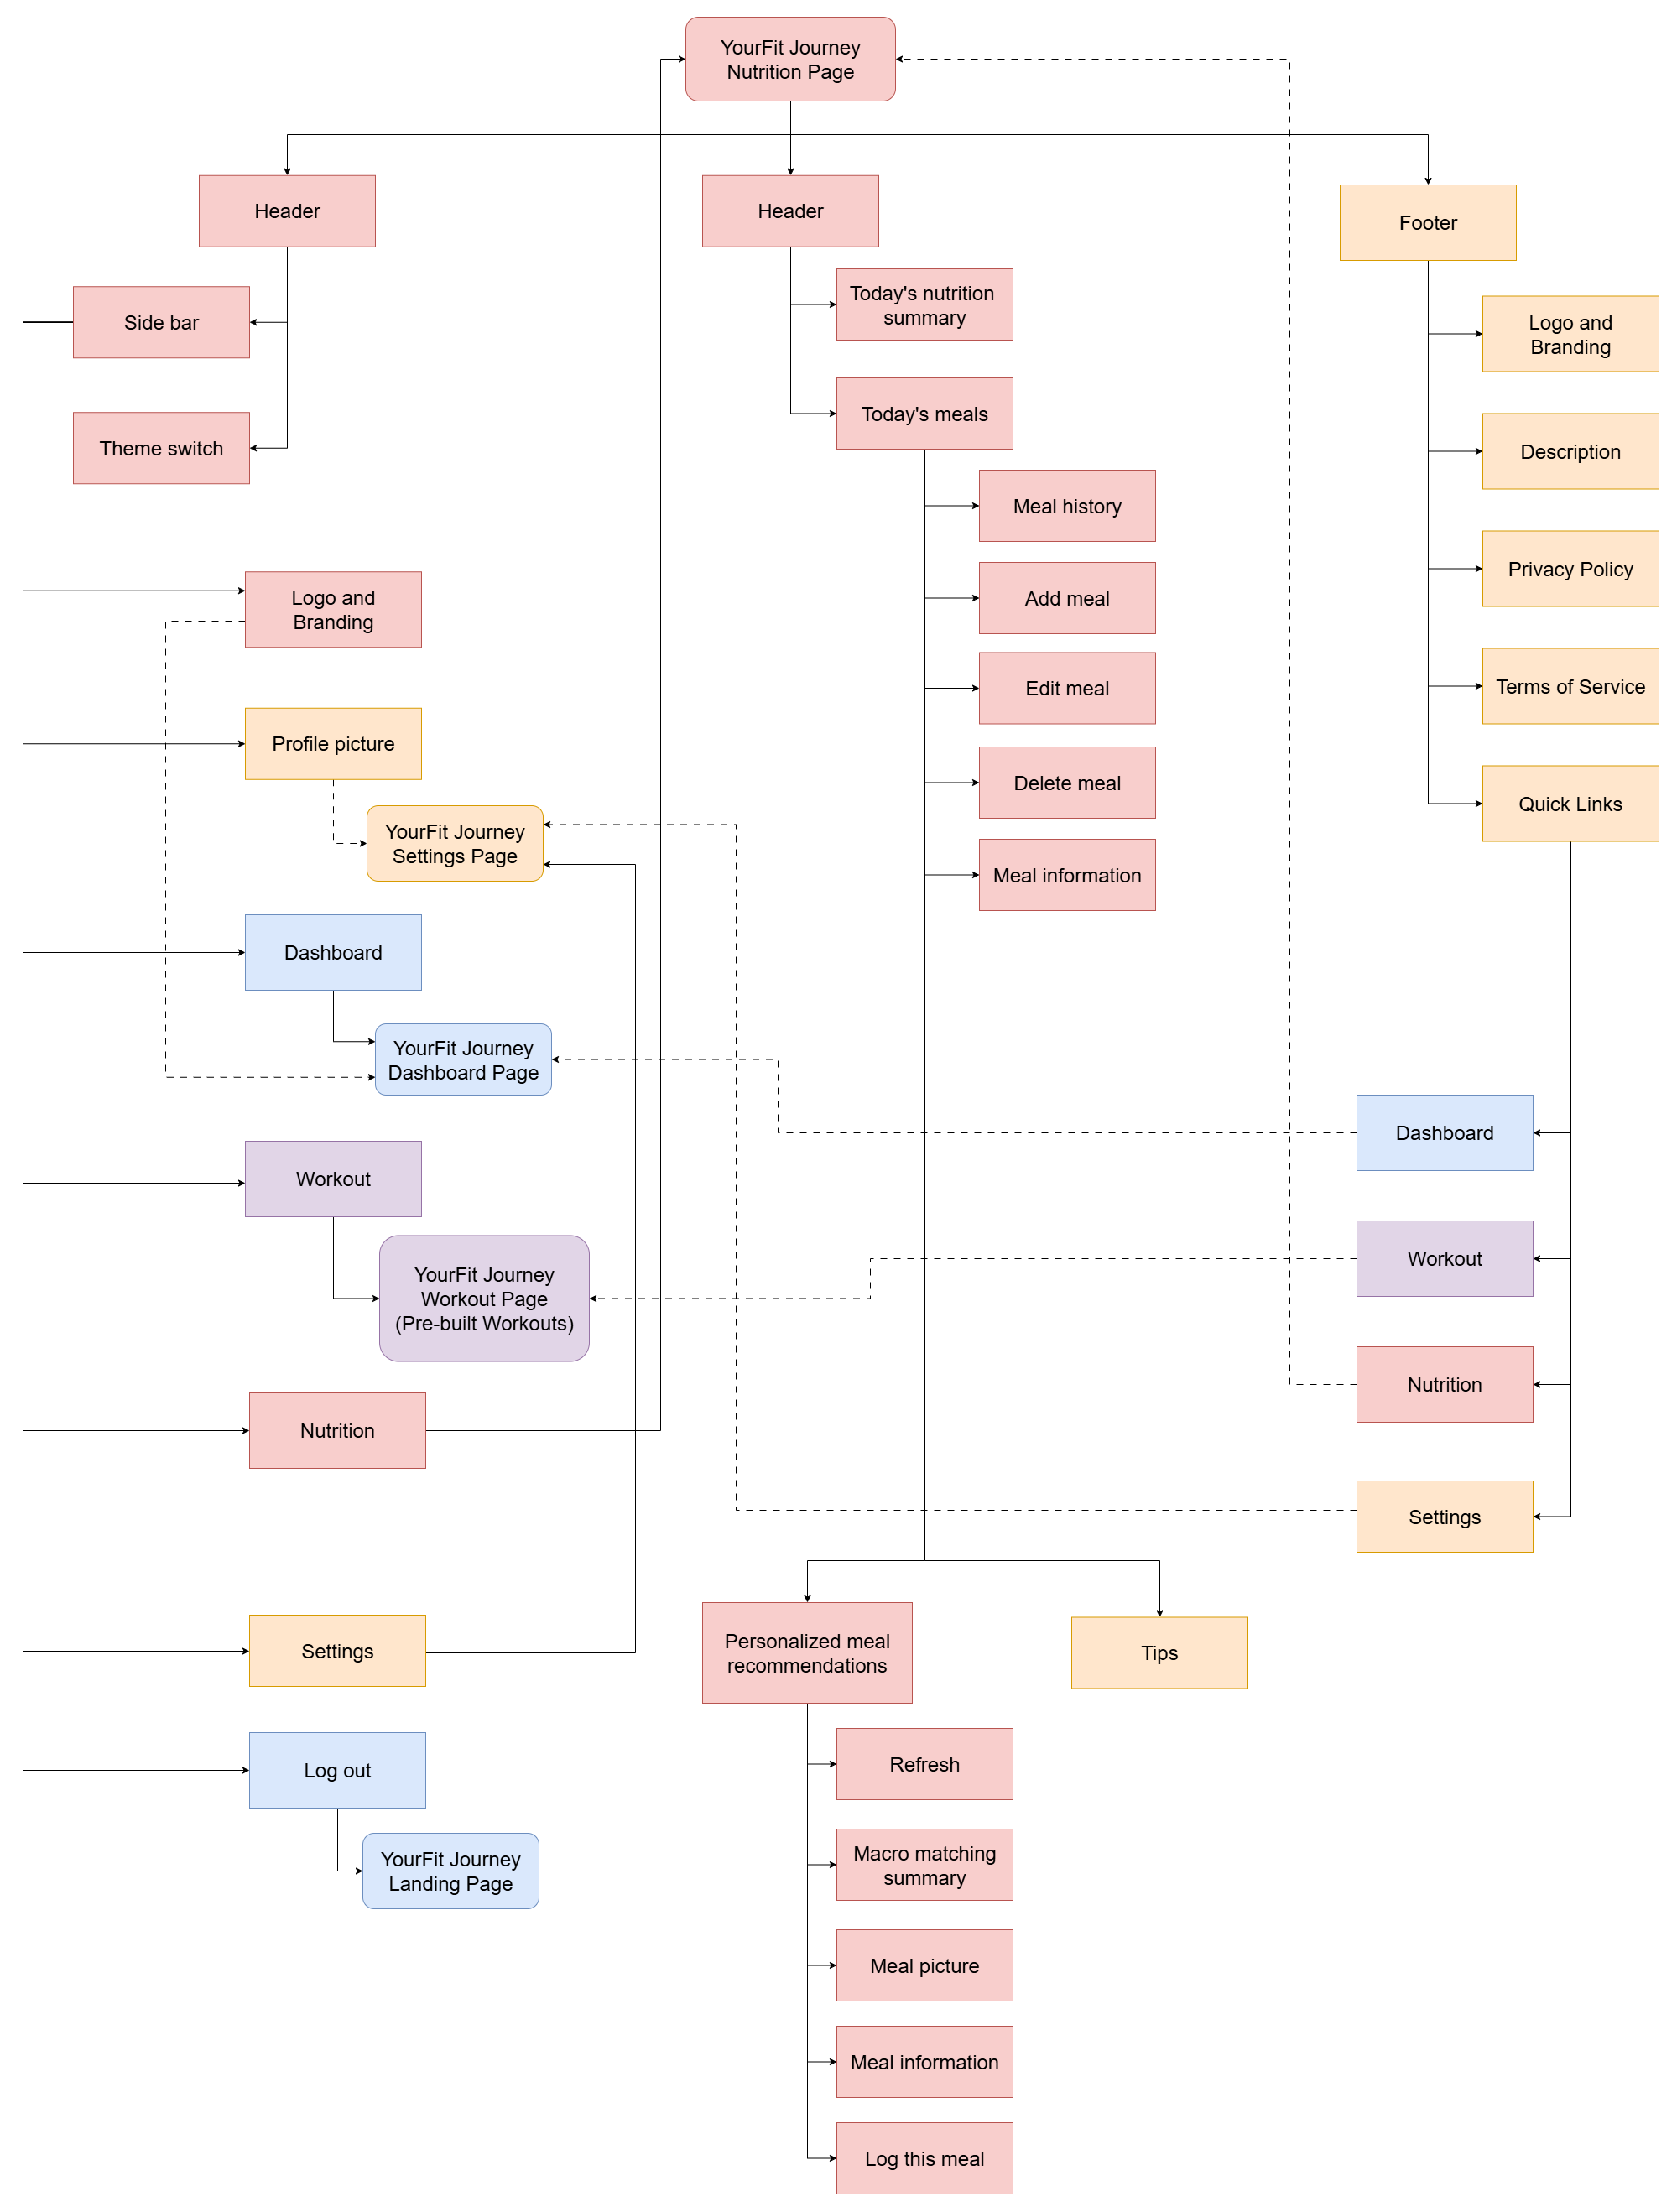 YourFit Journey
Nutrition Page
Header
Header
Footer
Side bar
Theme switch
Today's nutrition
summary
Today's meals
Logo and
Branding
Description
Privacy Policy
Terms of Service
Quick Links
Meal history
Add meal
Edit meal
Delete meal
Meal information
Logo and
Branding
Profile picture
YourFit Journey
Settings Page
Dashboard
YourFit Journey
Dashboard Page
Workout
YourFit Journey
Workout Page
(Pre-built Workouts)
Nutrition
Settings
Log out
YourFit Journey
Landing Page
Dashboard
Workout
Nutrition
Settings
Personalized meal
recommendations
Tips
Refresh
Macro matching
summary
Meal picture
Meal information
Log this meal